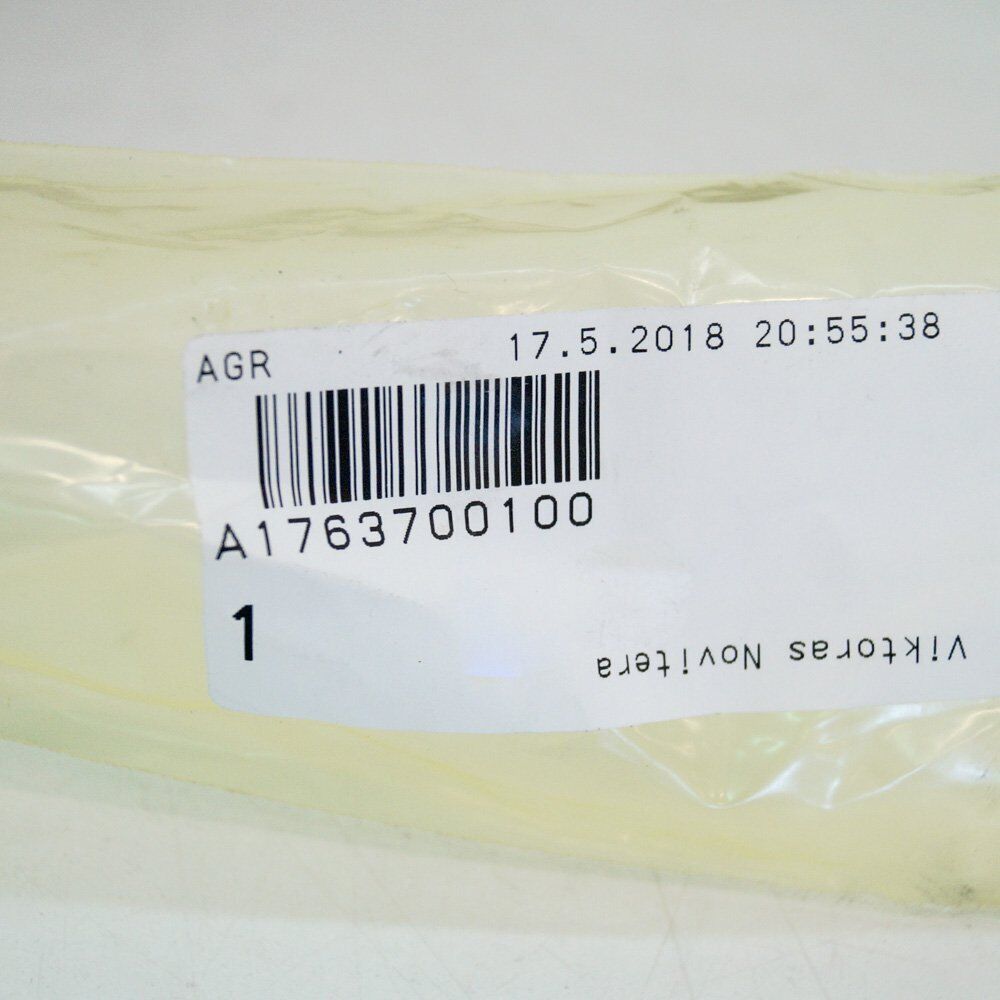 AGR 17.5.2018 20:55:38
A1763700100
1
Viktoras Novitera